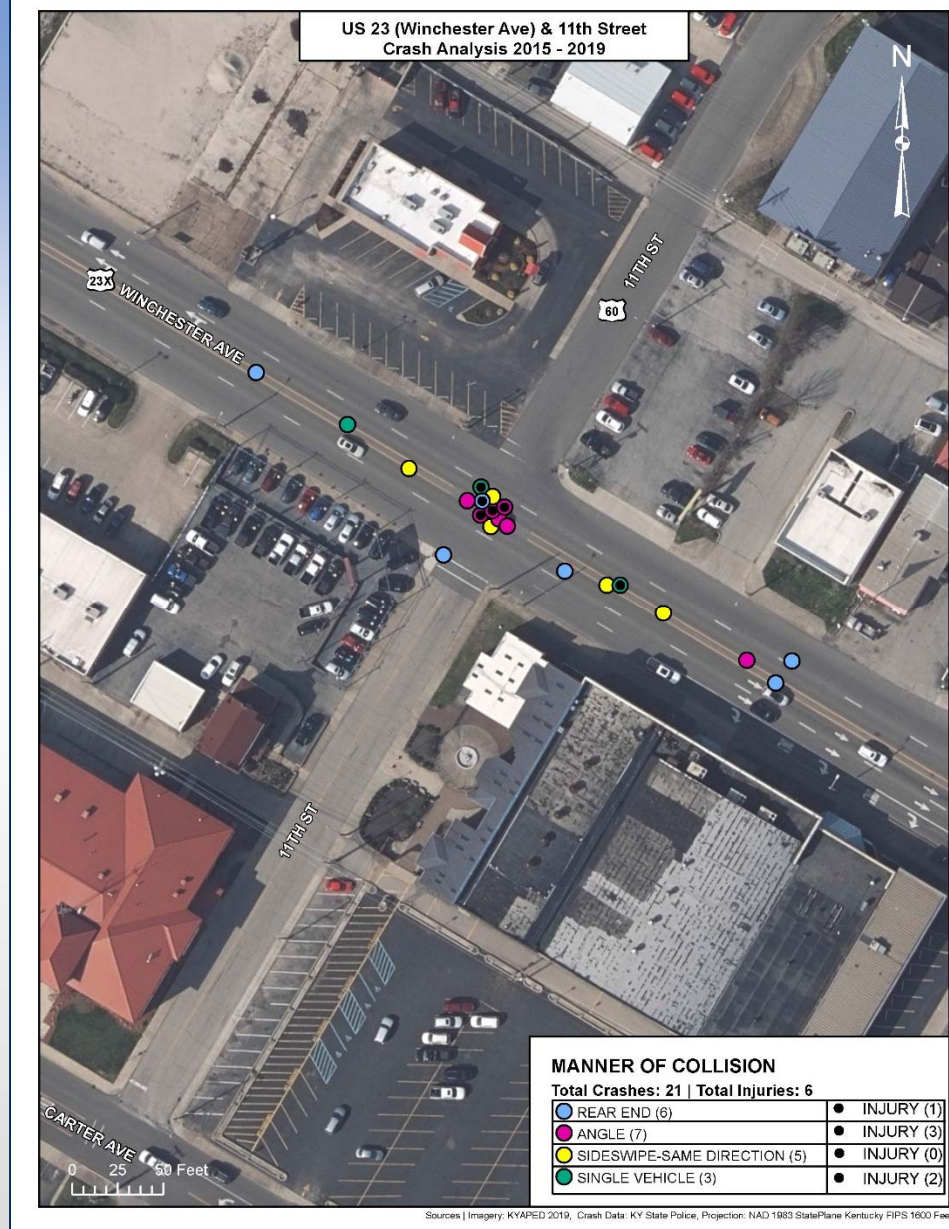 US 23 (Winchester Ave) & 11th Street
Crash Analysis 2015 - 2019
N
23X
WINCHESTER AVE
11TH ST
60
11TH ST
CARTER AVE
0 25 50 Feet
MANNER OF COLLISION
Total Crashes: 21 | Total Injuries: 6
REAR END (6) INJURY (1)
ANGLE (7) INJURY (3)
SIDESWIPE-SAME DIRECTION (5) INJURY (0)
SINGLE VEHICLE (3) INJURY (2)
Sources | Imagery: KYAPED 2019, Crash Data: KY State Police, Projection: NAD 1983 StatePlane Kentucky FIPS 1600 Fee